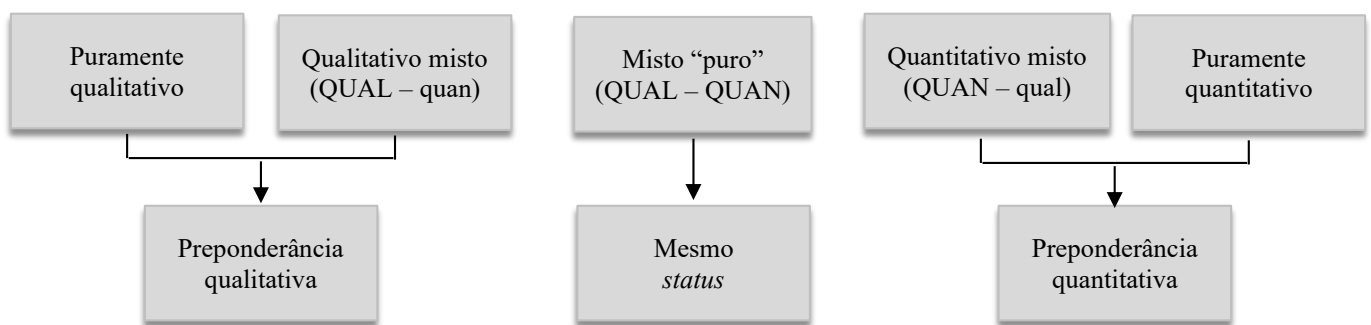 Puramente
qualitativo
Qualitativo misto
(QUAL – quan)
Misto “puro”
(QUAL – QUAN)
Quantitativo misto
(QUAN – qual)
Puramente
quantitativo
Preponderância
qualitativa
Mesmo
status
Preponderância
quantitativa